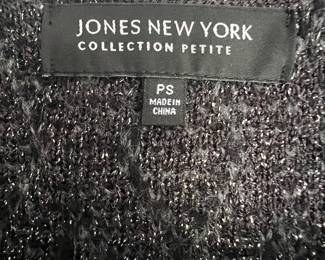 JONES NEW YORK
COLLECTION PETITE
PS
MADE IN
CHINA